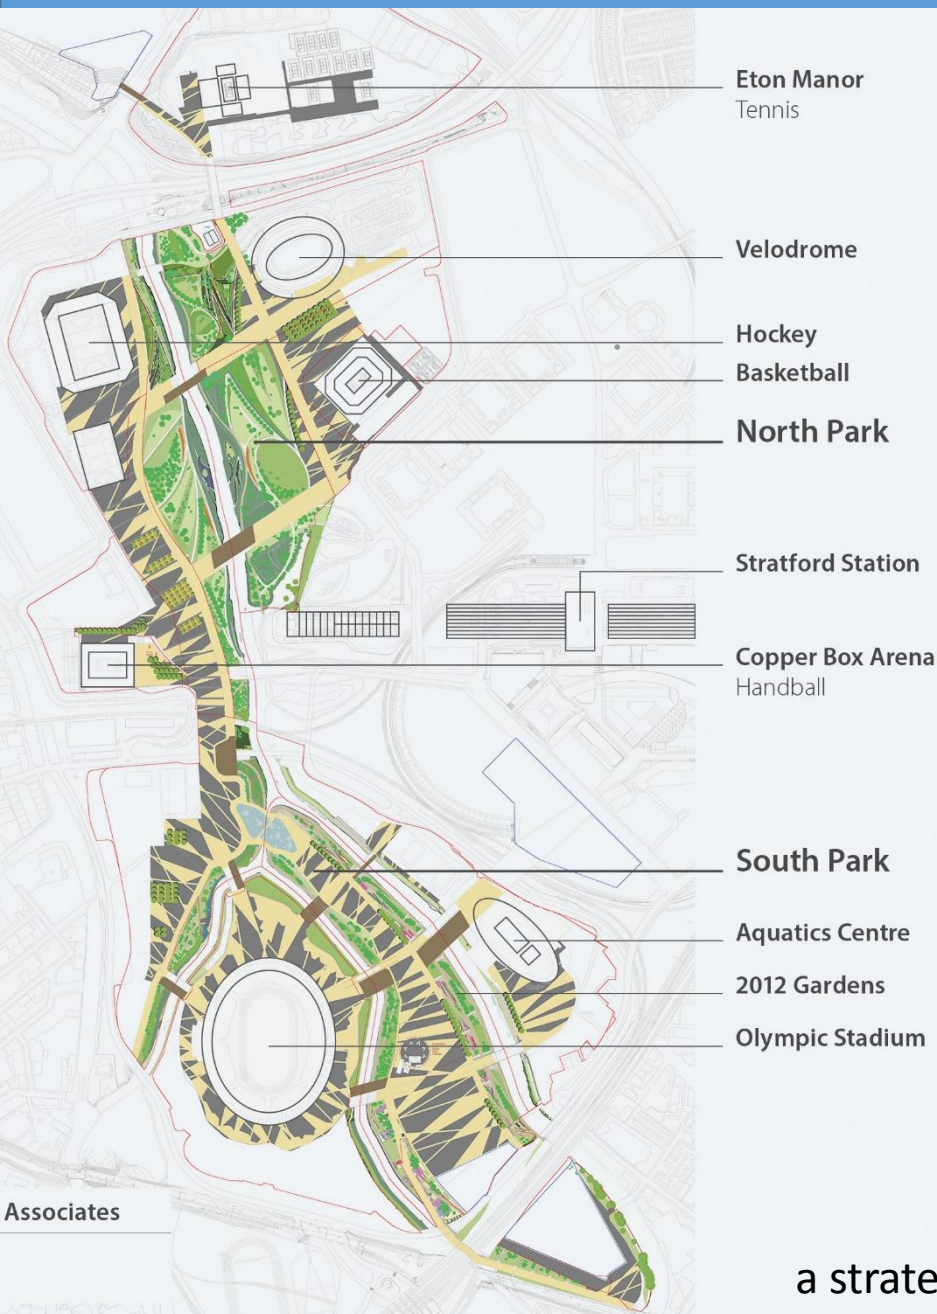 Eton Manor
Tennis
Velodrome
Hockey
Basketball
North Park
Stratford Station
Copper Box Arena
Handball
South Park
Aquatics Centre
2012 Gardens
Olympic Stadium
Associates
a strate